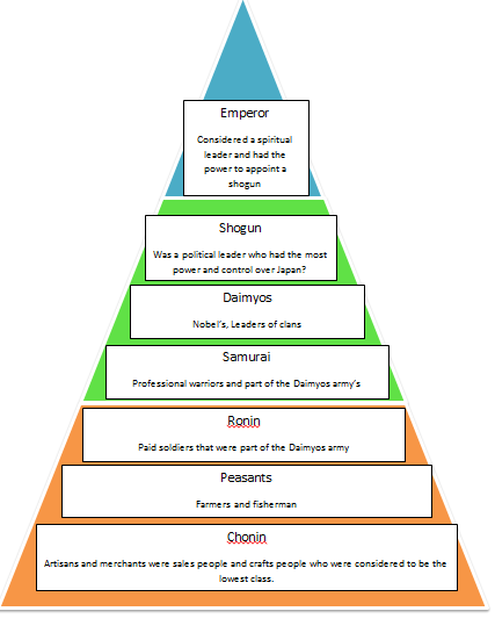 Emperor
Considered a spiritual
leader and had the
power to appoint a
shogun
Shogun
Was a political leader who had the most
power and control over Japan?
Daimyos
Nobel's, Leaders of clans
Samurai
Professional warriors and part of the Daimyos army's
Ronin
Paid soldiers that were part of the Daimyos army
Peasants
Farmers and fisherman
Chonin
Artisans and merchants were sales people and crafts people who were considered to be the
lowest class.